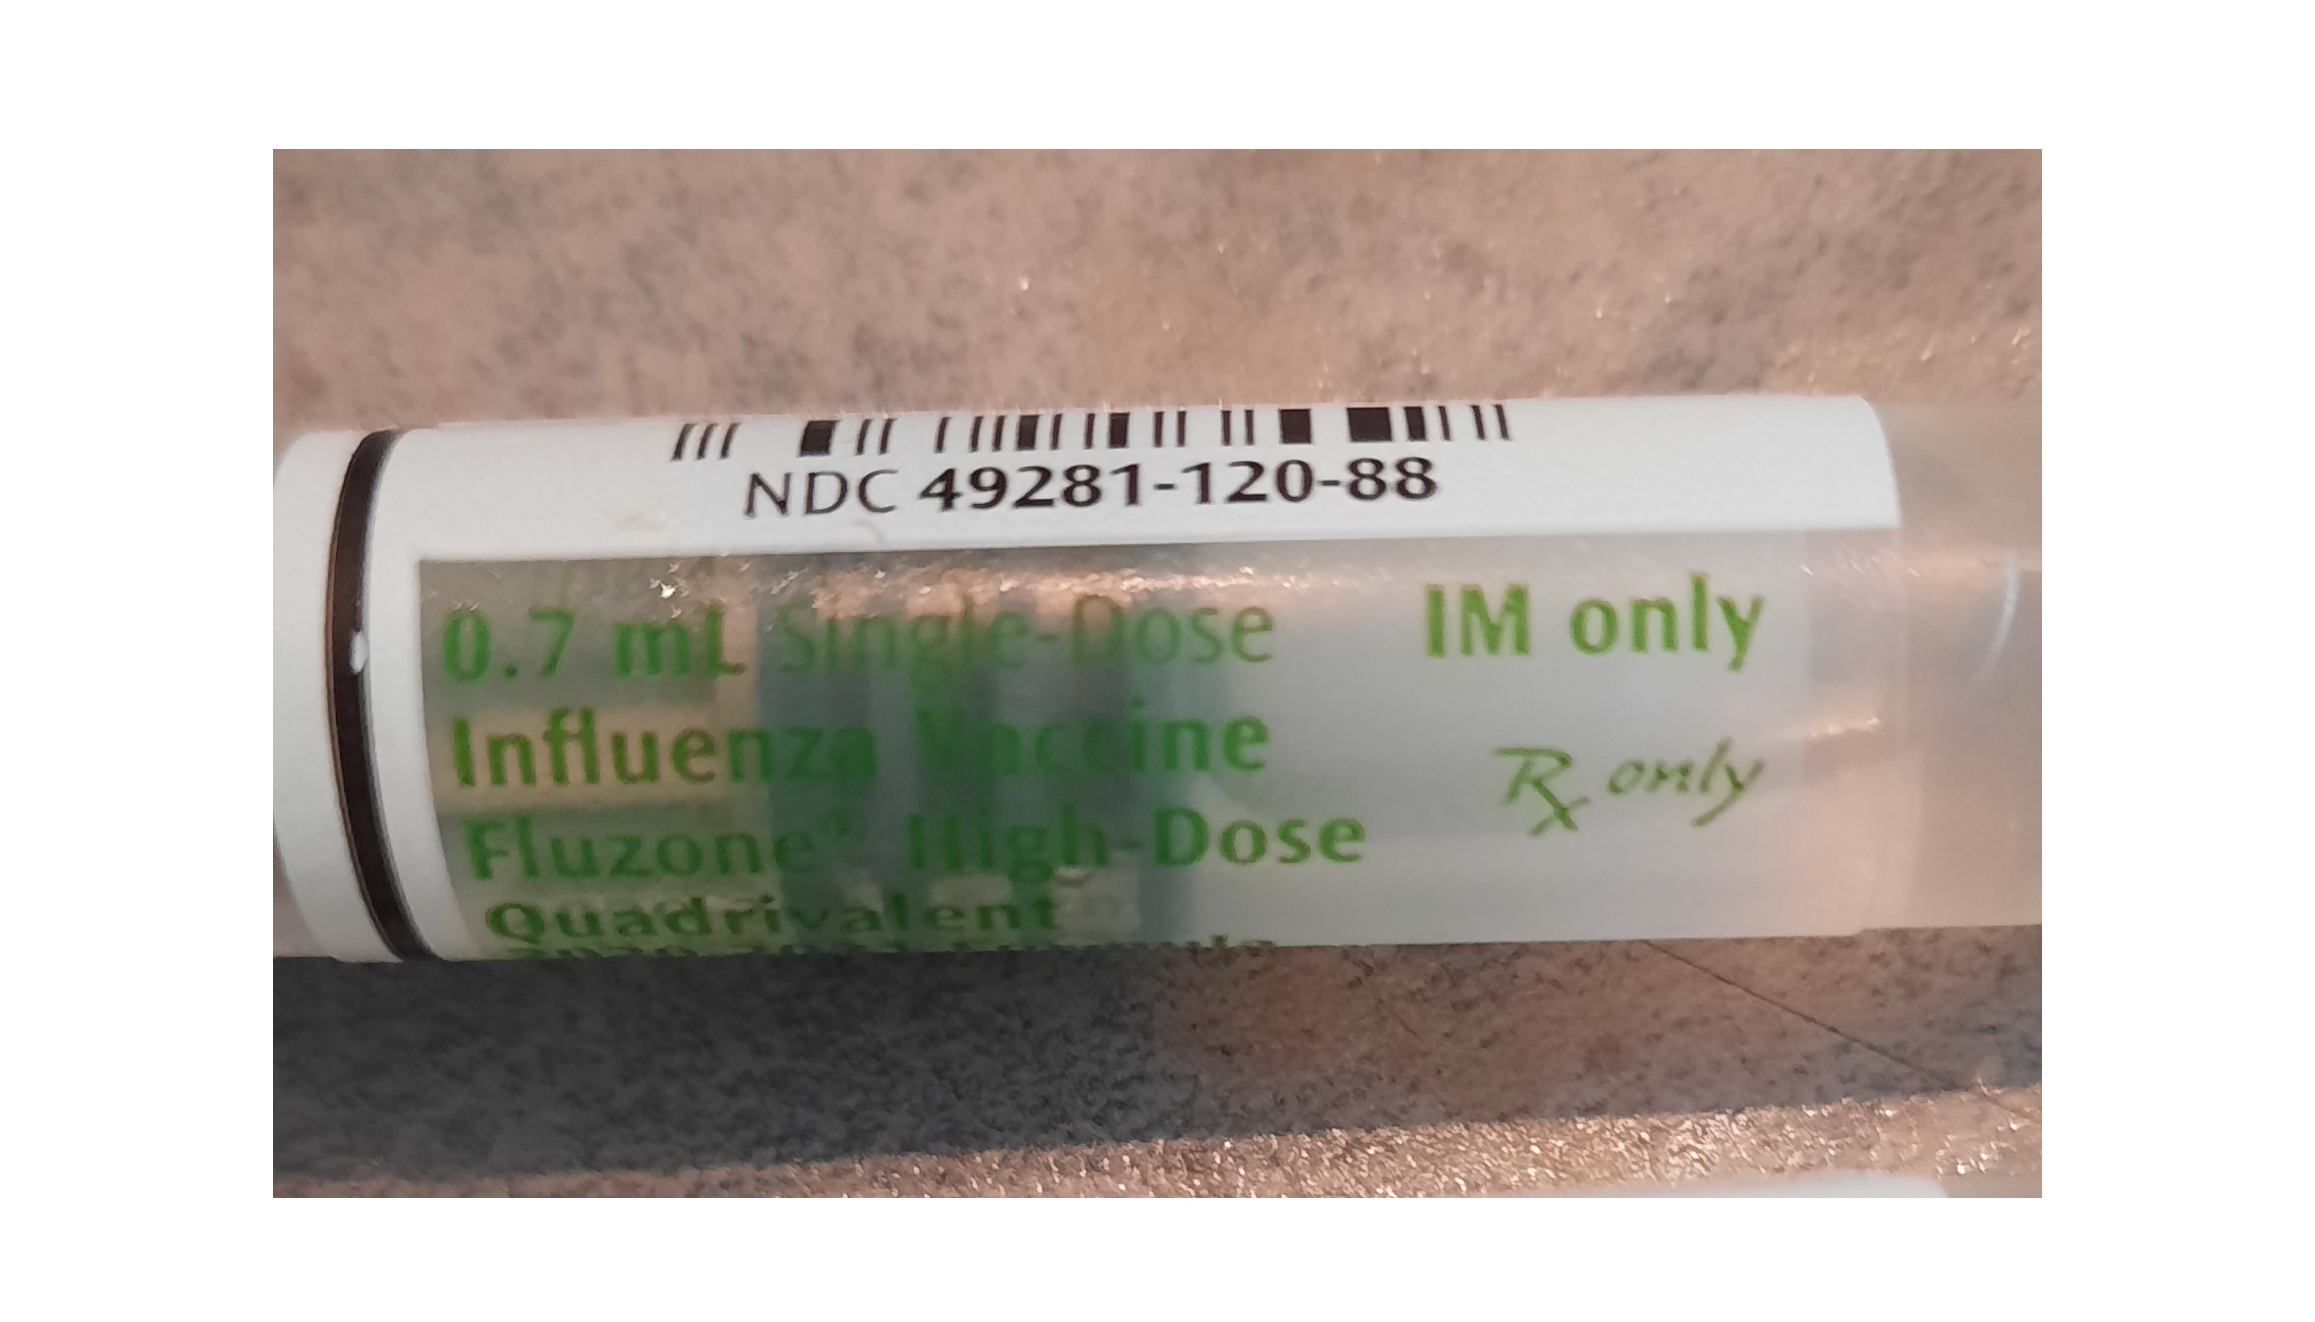 NDC 49281-120-88
0.7 mL Single-Dose IM only
Influenza Vaccine
Fluzone® High-Dose
Rx only
Quadrivalent